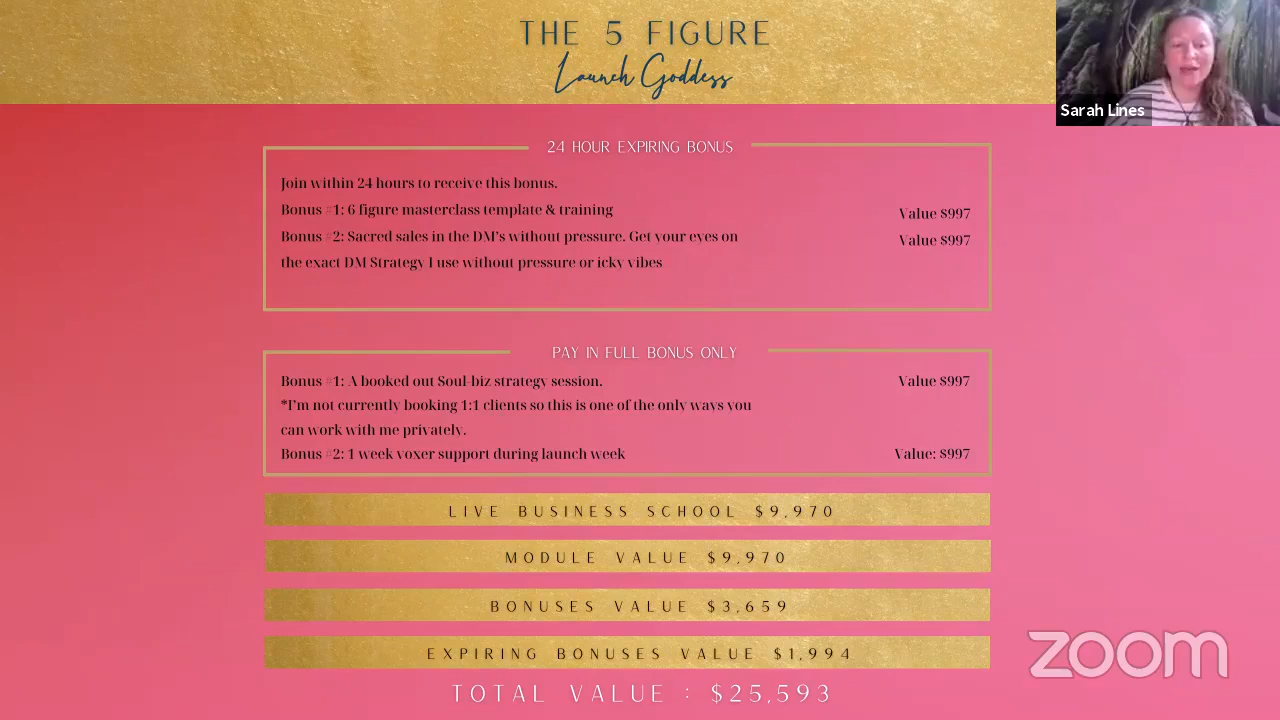 THE 5 FIGURE
Launch Goddess
Sarah Lines
24 HOUR EXPIRING BONUS
Join within 24 hours to receive this bonus.
Bonus #1: 6 figure masterclass template & training Value $997
Bonus #2: Sacred sales in the DM's without pressure. Get your eyes on Value $997
the exact DM Strategy I use without pressure or icky vibes
PAY IN FULL BONUS ONLY
Bonus #1: A booked out Soul-biz strategy session. Value $997
*I'm not currently booking 1:1 clients so this is one of the only ways you
can work with me privately.
Bonus #2: 1 week voxer support during launch week Value: $997
LIVE BUSINESS SCHOOL $9,970
MODULE VALUE $9,970
BONUSES VALUE $3,659
EXPIRING BONUSES VALUE $1,994
TOTAL VALUE : $25,593
zoom